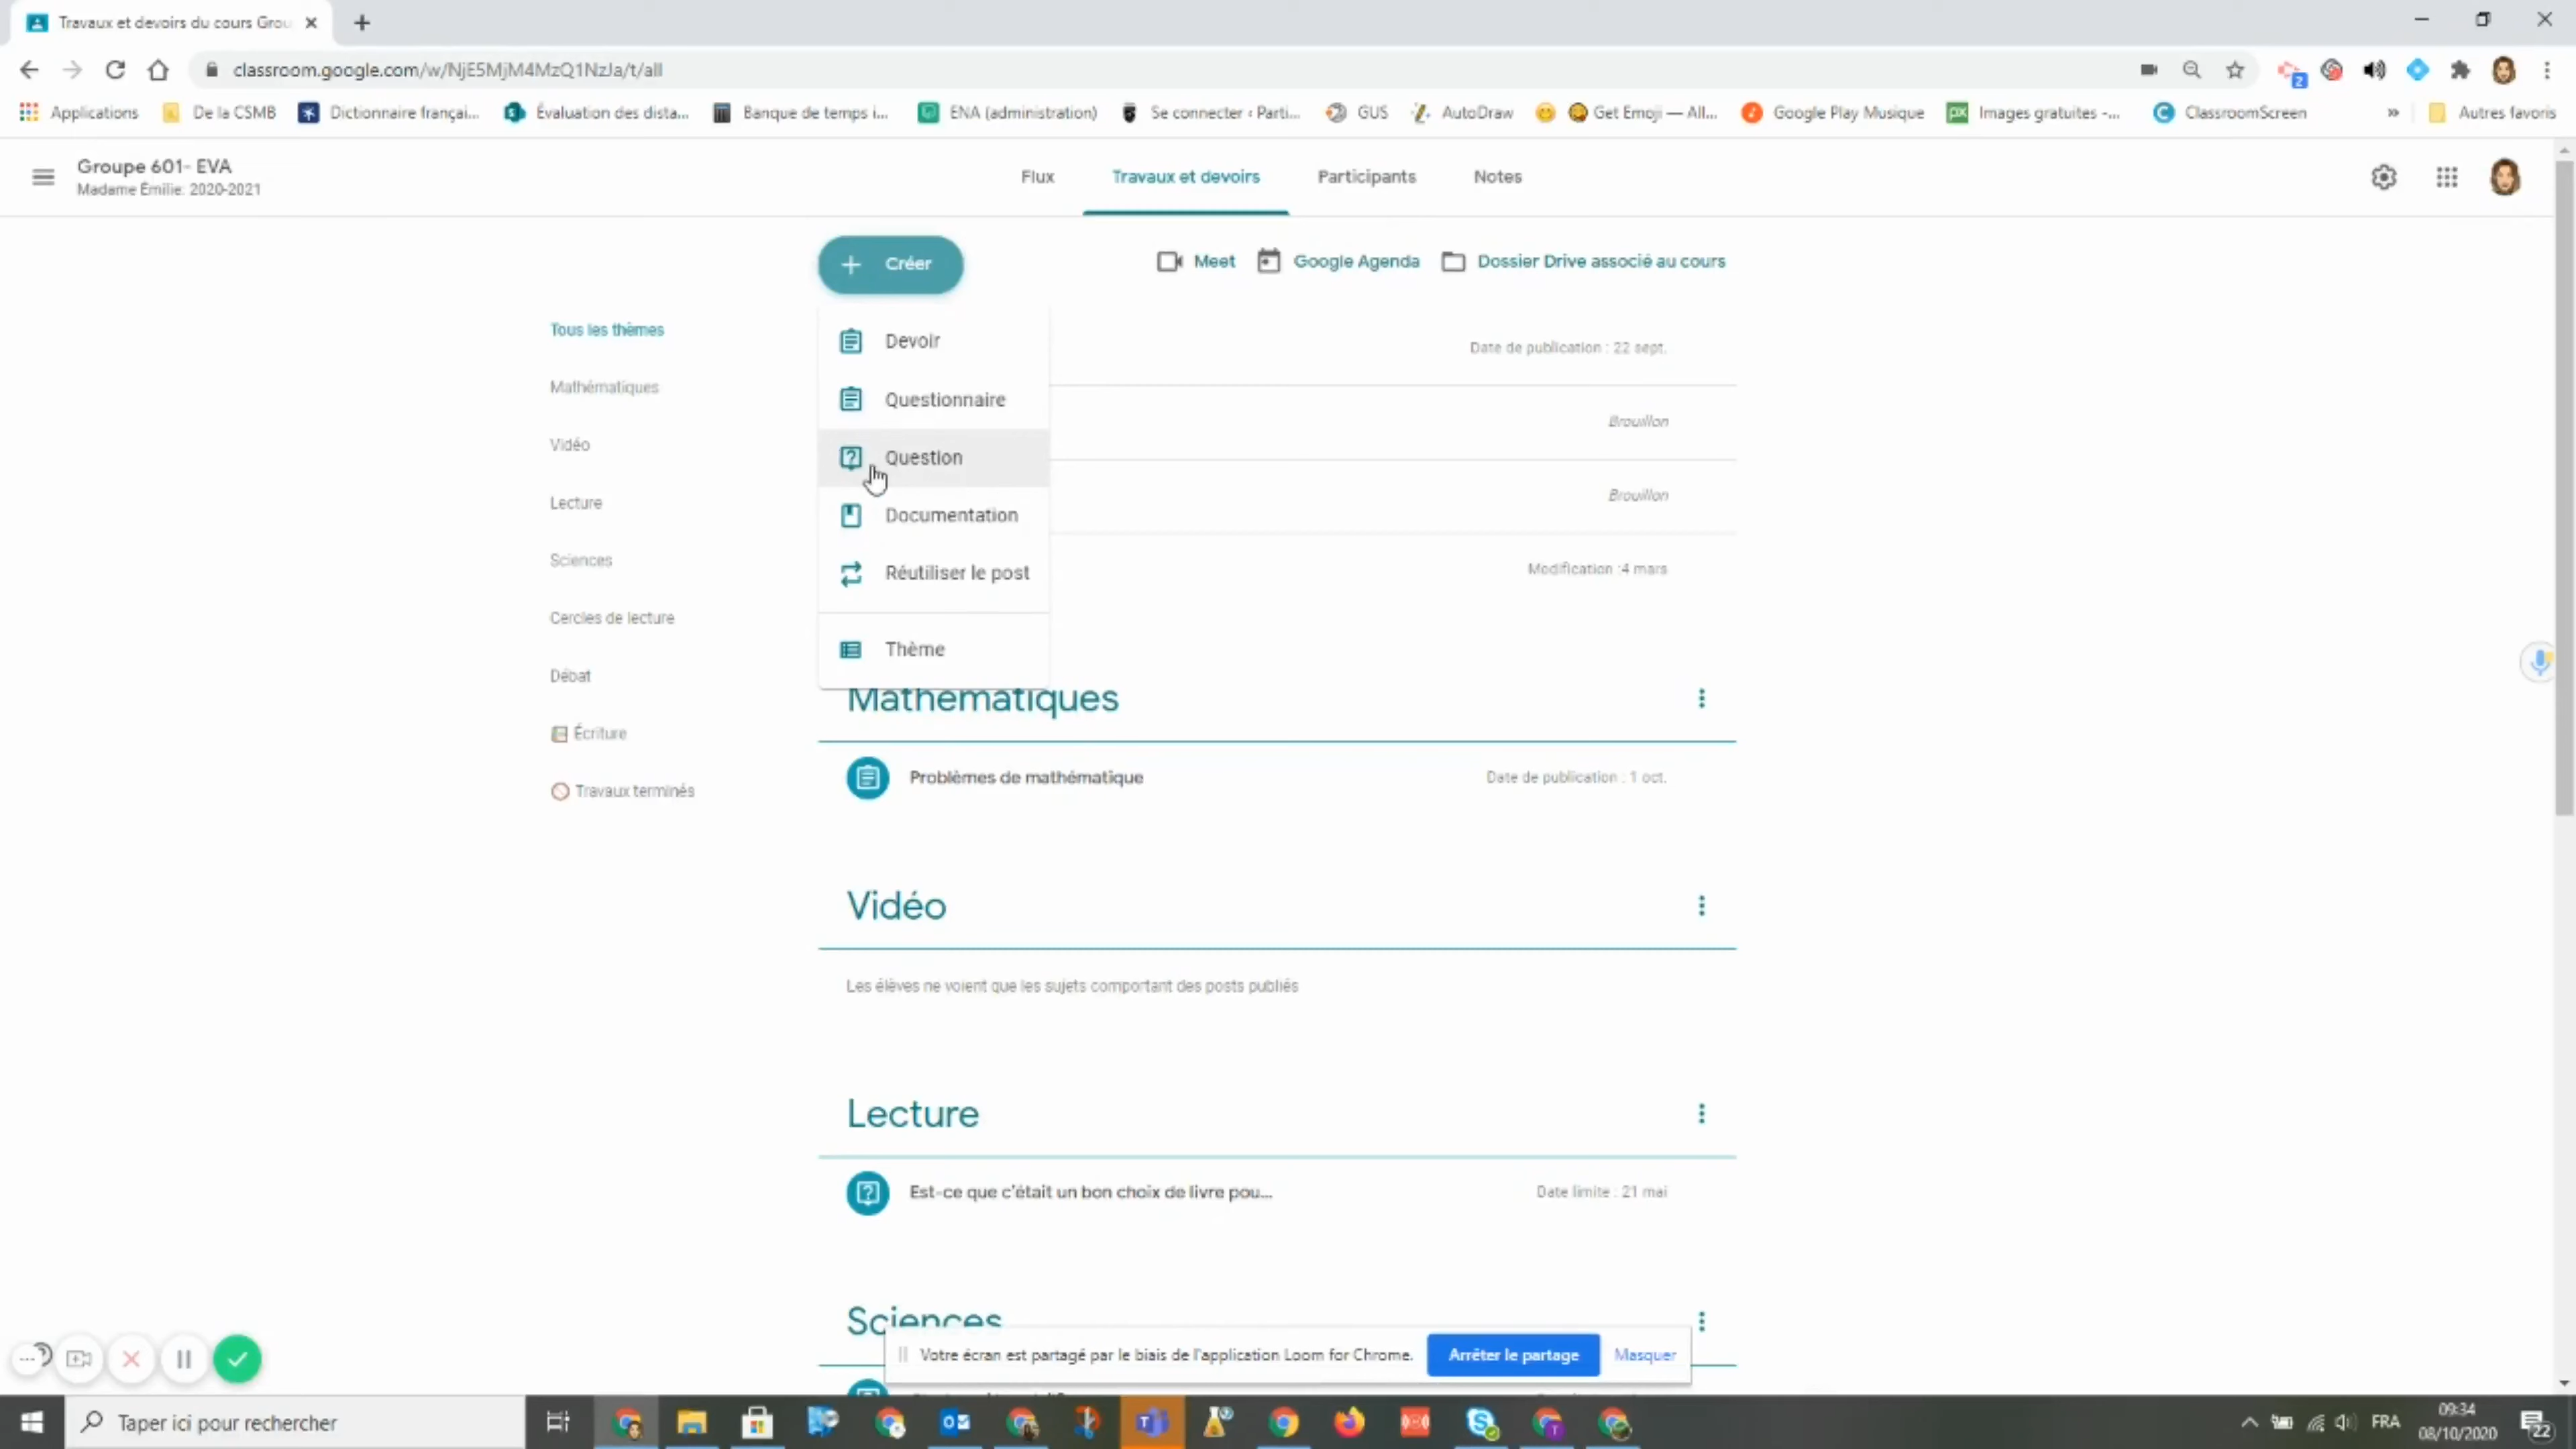 Travaux et devoirs du cours Grou
classroom.google.com/w/NjE5MjM4MzQ1NzJa/t/all
Applications
De la CSMB
Dictionnaire françai...
Évaluation des dista...
Banque de temps i...
ENA (administration)
Se connecter ‹ Parti...
GUS
AutoDraw
Get Emoji — All...
Google Play Musique
Images gratuites -...
ClassroomScreen
»
Autres favoris
Groupe 601- EVA
Madame Émilie: 2020-2021
Flux
Travaux et devoirs
Participants
Notes
Créer
Meet
Google Agenda
Dossier Drive associé au cours
Tous les thèmes
Mathématiques
Vidéo
Lecture
Sciences
Cercles de lecture
Débat
Écriture
Travaux terminés
Devoir
Questionnaire
Question
Documentation
Réutiliser le post
Thème
Date de publication : 22 sept.
Brouillon
Brouillon
Modification :4 mars
Mathématiques
Problèmes de mathématique
Date de publication : 1 oct.
Vidéo
Les élèves ne voient que les sujets comportant des posts publiés
Lecture
Est-ce que c'était un bon choix de livre pou...
Date limite : 21 mai
Sciences
Votre écran est partagé par le biais de l'application Loom for Chrome.
Arrêter le partage
Masquer
Taper ici pour rechercher
FRA
09:34
08/10/2020
22